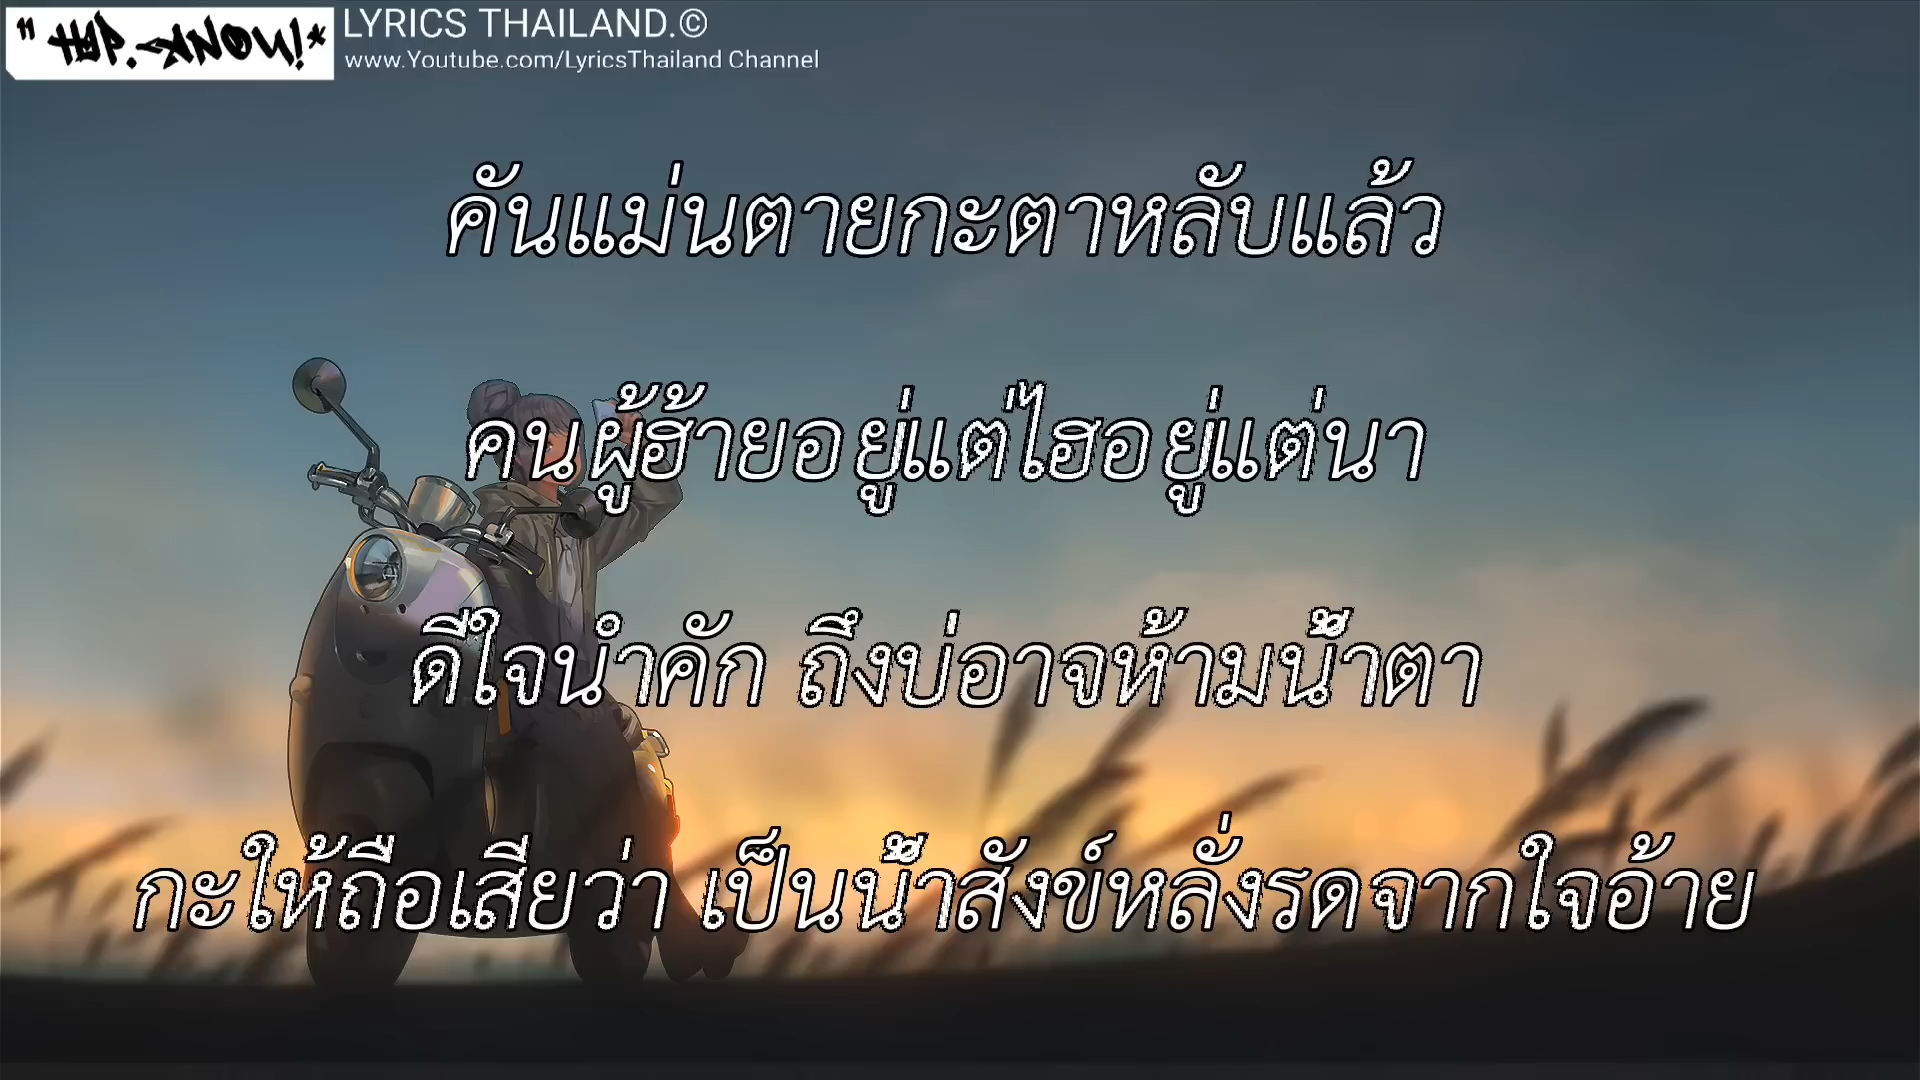 "HYP.-KNOW!*
LYRICS THAILAND.©
www.Youtube.com/LyricsThailand Channel
คันแม่นตายกะตาหลับแล้ว
คนผู้ฮ้ายอยู่แต่ไฮอยู่แต่นา
ดีใจนำคัก ถึงบ่อาจห้ามน้ำตา
กะให้ถือเสียว่า เป็นน้ำสังข์หลั่งรดจากใจอ้าย